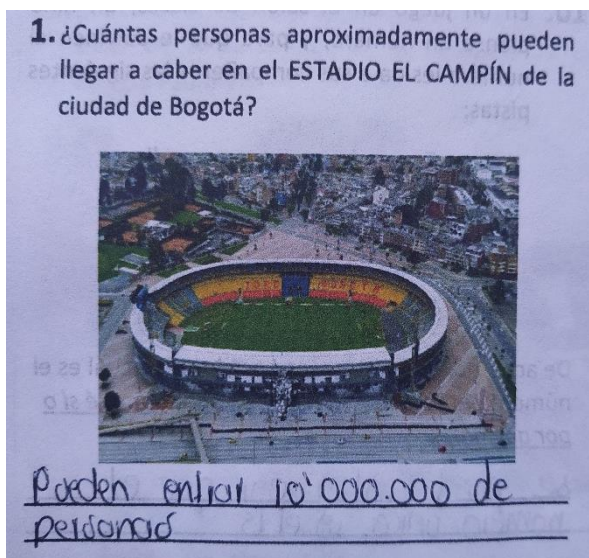 1. ¿Cuántas personas aproximadamente pueden
llegar a caber en el ESTADIO EL CAMPÍN de la
ciudad de Bogotá?
Pueden entrar 10'000.000 de
personas